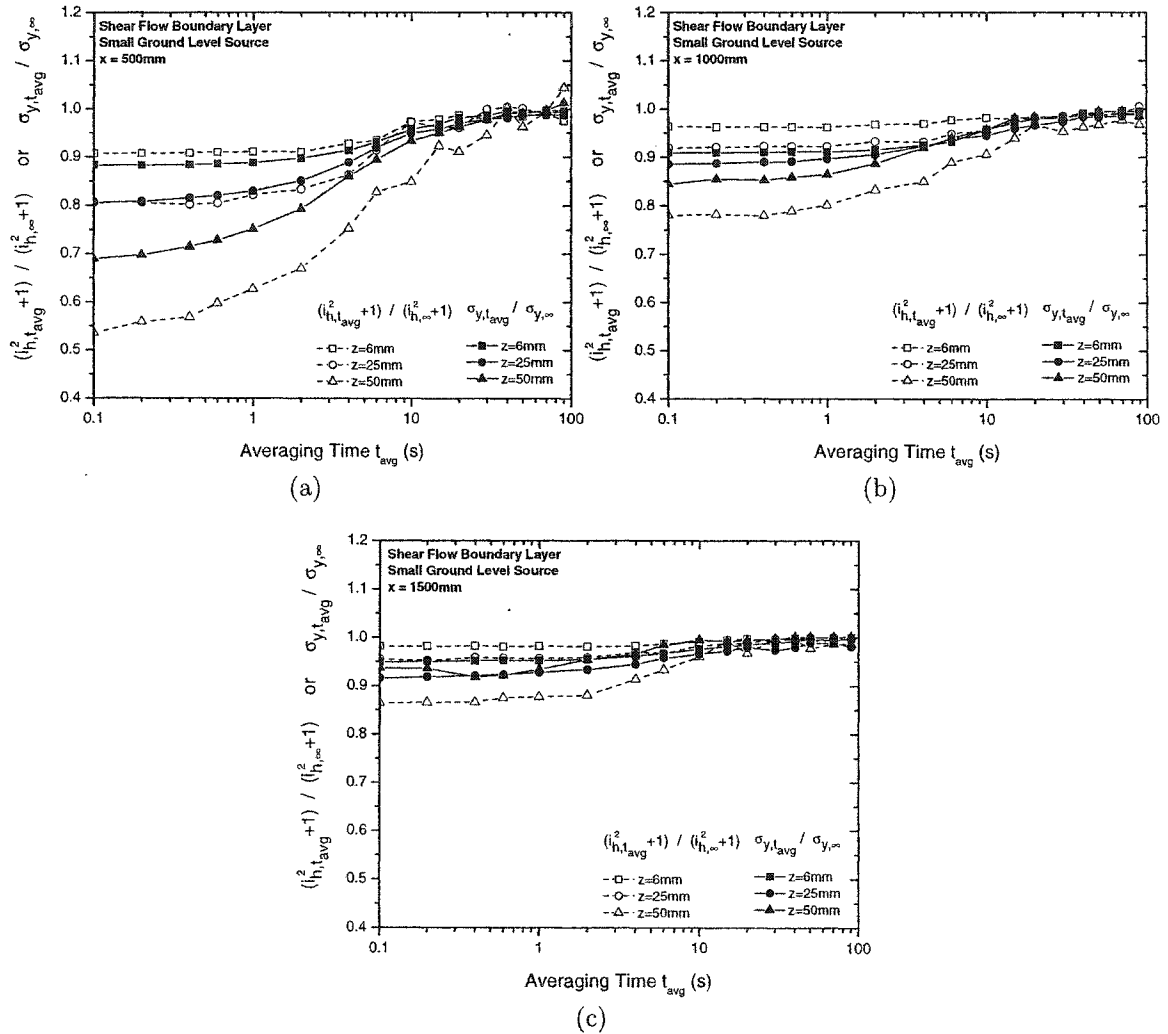 Shear Flow Boundary Layer
Small Ground Level Source
x = 500mm
(i²h,tavg +1) / (i²h,∞ +1) or σy,tavg / σy,∞
1.2
1.1
1.0
0.9
0.8
0.7
0.6
0.5
0.4
(i²h,tavg +1) / (i²h,∞ +1) σy,tavg / σy,∞
z=6mm z=6mm
z=25mm z=25mm
z=50mm z=50mm
0.1 1 10 100
Averaging Time tavg (s)
(a)
Shear Flow Boundary Layer
Small Ground Level Source
x = 1000mm
(i²h,tavg +1) / (i²h,∞ +1) or σy,tavg / σy,∞
1.2
1.1
1.0
0.9
0.8
0.7
0.6
0.5
0.4
(i²h,tavg +1) / (i²h,∞ +1) σy,tavg / σy,∞
z=6mm z=6mm
z=25mm z=25mm
z=50mm z=50mm
0.1 1 10 100
Averaging Time tavg (s)
(b)
Shear Flow Boundary Layer
Small Ground Level Source
x = 1500mm
(i²h,tavg +1) / (i²h,∞ +1) or σy,tavg / σy,∞
1.2
1.1
1.0
0.9
0.8
0.7
0.6
0.5
0.4
(i²h,tavg +1) / (i²h,∞ +1) σy,tavg / σy,∞
z=6mm z=6mm
z=25mm z=25mm
z=50mm z=50mm
0.1 1 10 100
Averaging Time tavg (s)
(c)